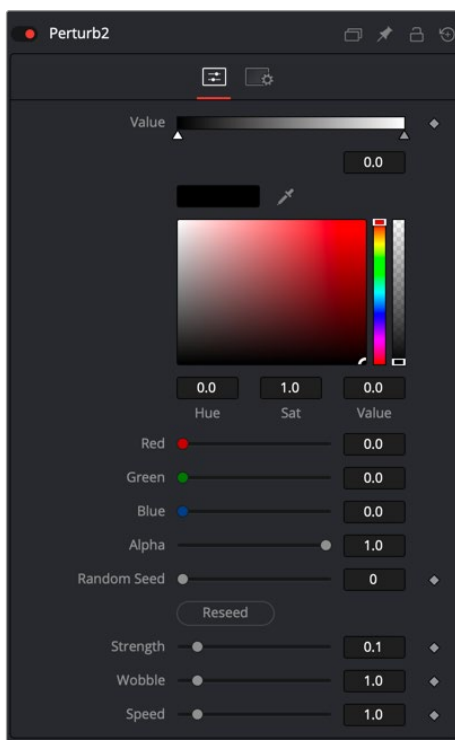 Perturb2
Value
0.0
0.0 1.0 0.0
Hue Sat Value
Red 0.0
Green 0.0
Blue 0.0
Alpha 1.0
Random Seed 0
Reseed
Strength 0.1
Wobble 1.0
Speed 1.0